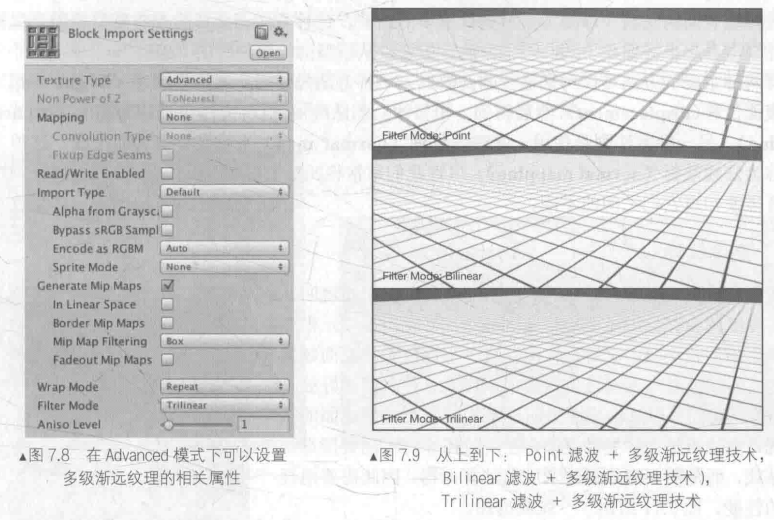 Block Import Settings
Open
Texture Type Advanced
Non Power of 2 ToNearest
Mapping None
Convolution Type None
Fixup Edge Seams
Read/Write Enabled
Import Type Default
Alpha from Graysc
Bypass sRGB Sampl
Encode as RGBM Auto
Sprite Mode None
Generate Mip Maps
In Linear Space
Border Mip Maps
Mip Map Filtering Box
Fadeout Mip Maps
Wrap Mode Repeat
Filter Mode Trilinear
Aniso Level 1
▲图 7.8 在 Advanced 模式下可以设置
多级渐远纹理的相关属性
Filter Mode: Point
Filter Mode: Bilinear
Filter Mode: Trilinear
▲图 7.9 从上到下: Point 滤波 + 多级渐远纹理技术,
Bilinear 滤波 + 多级渐远纹理技术),
Trilinear 滤波 + 多级渐远纹理技术